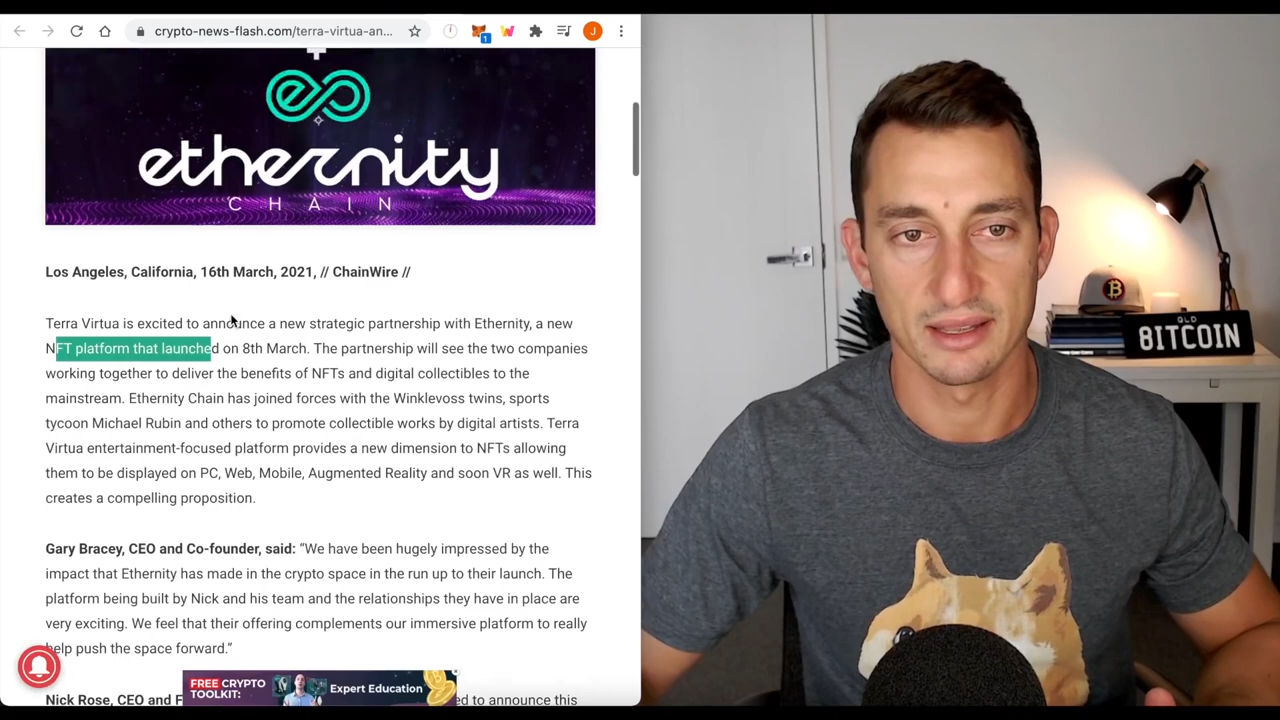 crypto-news-flash.com/terra-virtua-an...
J
1
ethernity
CHAIN
Los Angeles, California, 16th March, 2021, // ChainWire //
Terra Virtua is excited to announce a new strategic partnership with Ethernity, a new
NFT platform that launched on 8th March. The partnership will see the two companies
working together to deliver the benefits of NFTs and digital collectibles to the
mainstream. Ethernity Chain has joined forces with the Winklevoss twins, sports
tycoon Michael Rubin and others to promote collectible works by digital artists. Terra
Virtua entertainment-focused platform provides a new dimension to NFTs allowing
them to be displayed on PC, Web, Mobile, Augmented Reality and soon VR as well. This
creates a compelling proposition.
Gary Bracey, CEO and Co-founder, said: “We have been hugely impressed by the
impact that Ethernity has made in the crypto space in the run up to their launch. The
platform being built by Nick and his team and the relationships they have in place are
very exciting. We feel that their offering complements our immersive platform to really
help push the space forward.”
FREE CRYPTO
TOOLKIT:
Expert Education
Nick Rose, CEO and F
ed to announce this
QLD
8ITCOIN